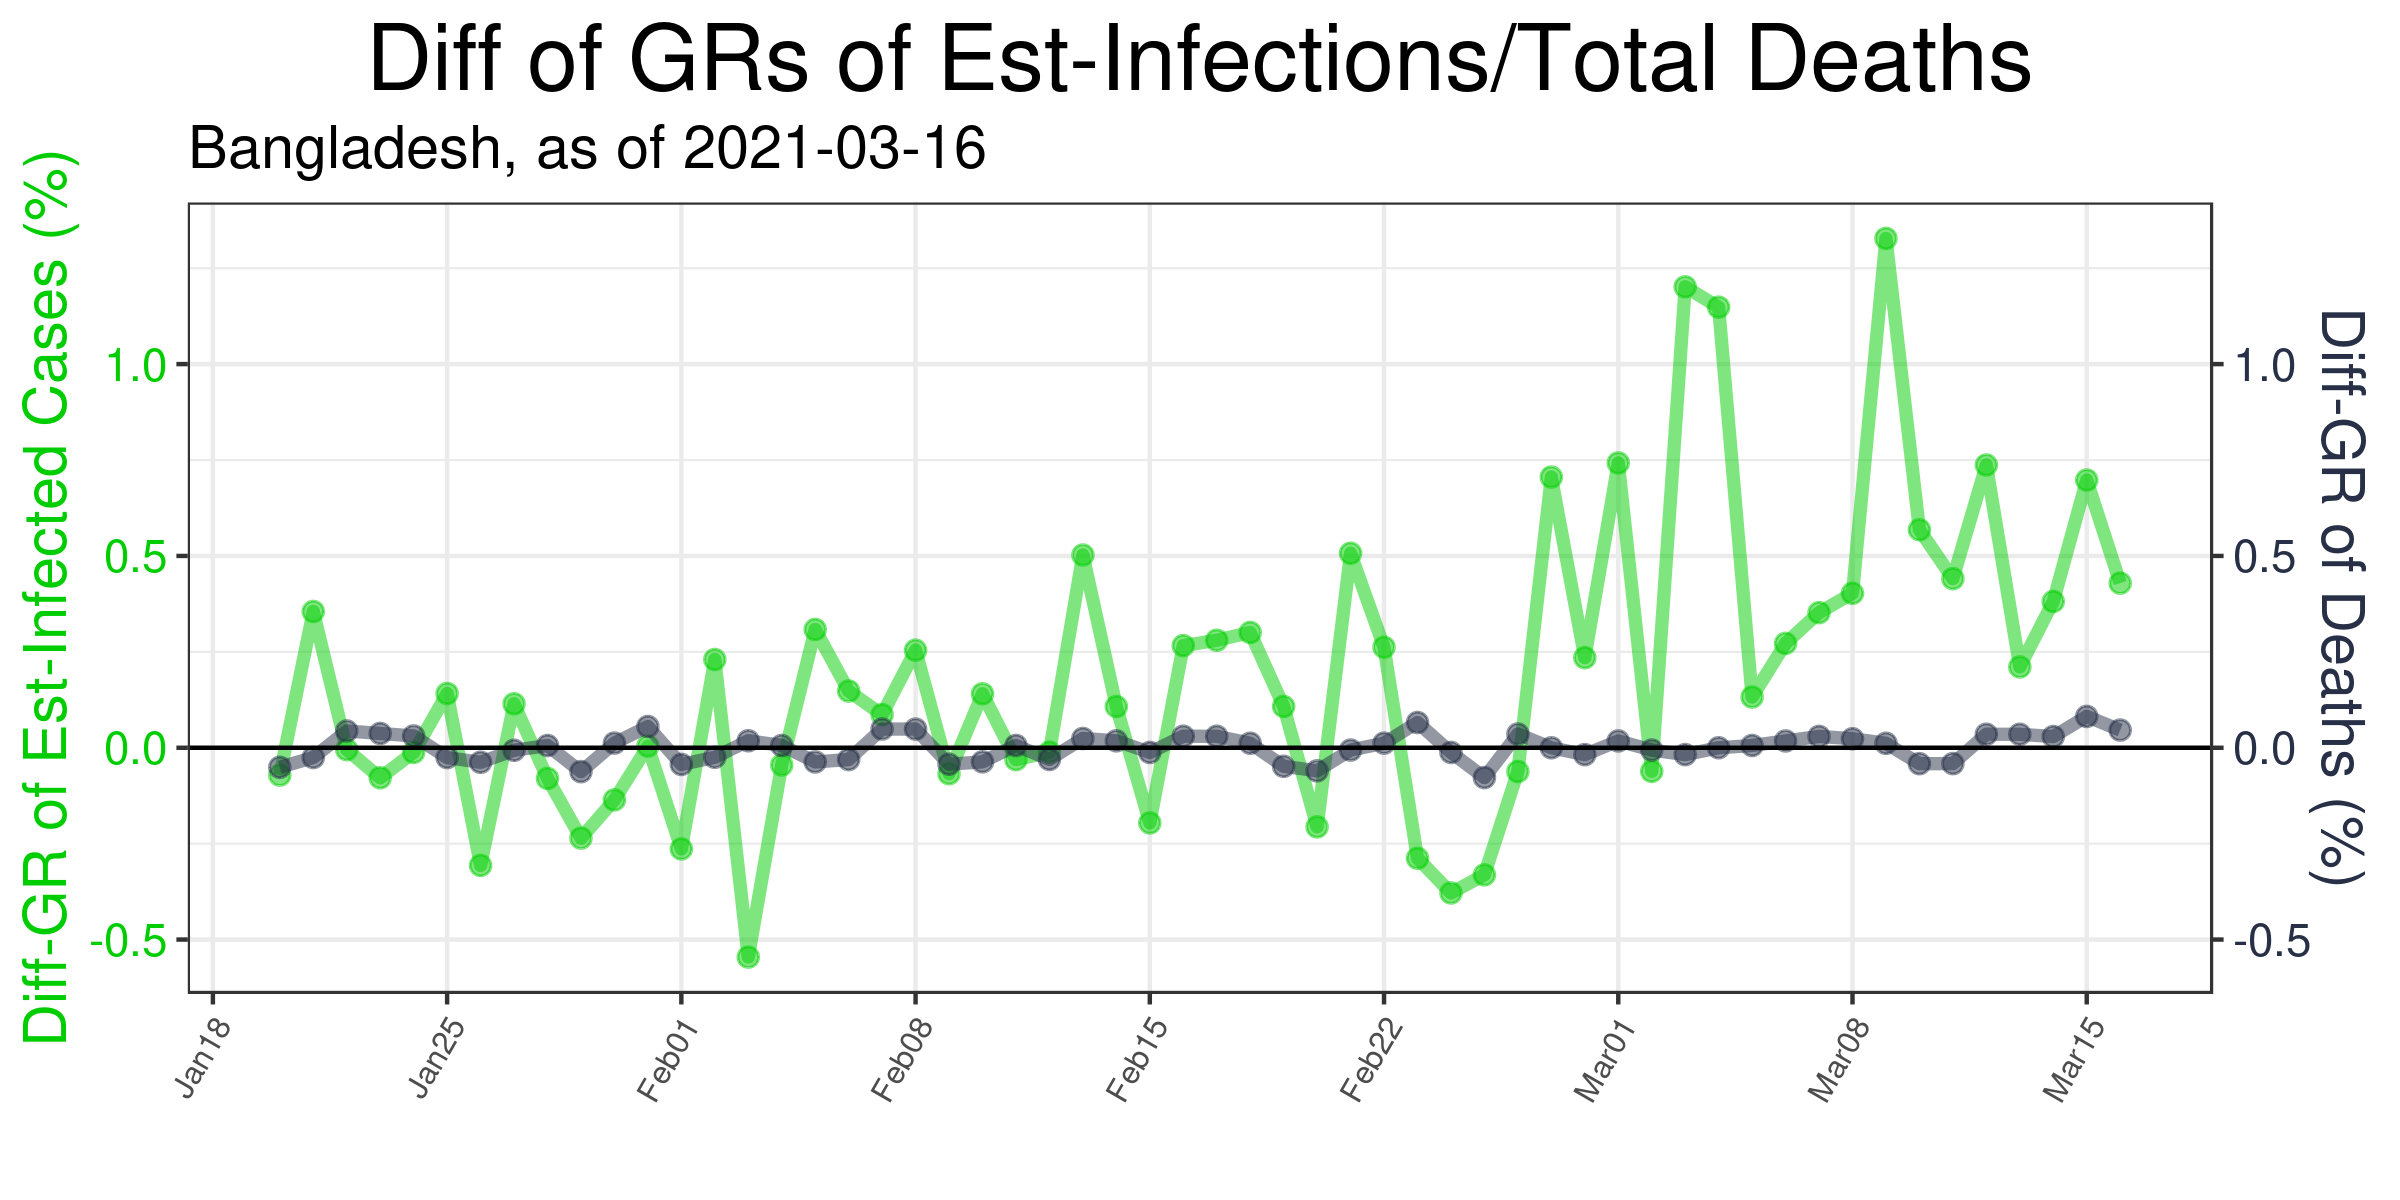 Diff of GRs of Est-Infections/Total Deaths
Bangladesh, as of 2021-03-16
Diff-GR of Est-Infected Cases (%)
1.0
0.5
0.0
-0.5
1.0
0.5
0.0
-0.5
Diff-GR of Deaths (%)
Jan18
Jan25
Feb01
Feb08
Feb15
Feb22
Mar01
Mar08
Mar15